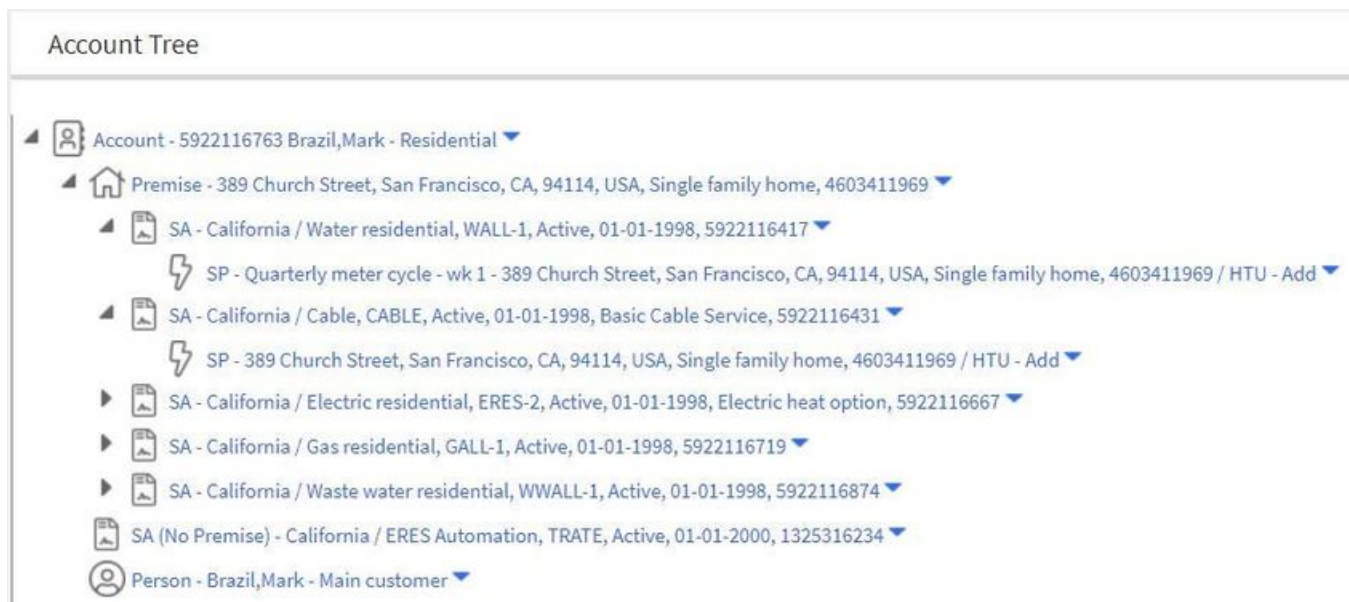 Account Tree
Account - 5922116763 Brazil,Mark - Residential
Premise - 389 Church Street, San Francisco, CA, 94114, USA, Single family home, 4603411969
SA - California / Water residential, WALL-1, Active, 01-01-1998, 5922116417
SP - Quarterly meter cycle - wk 1 - 389 Church Street, San Francisco, CA, 94114, USA, Single family home, 4603411969 / HTU - Add
SA - California / Cable, CABLE, Active, 01-01-1998, Basic Cable Service, 5922116431
SP - 389 Church Street, San Francisco, CA, 94114, USA, Single family home, 4603411969 / HTU - Add
SA - California / Electric residential, ERES-2, Active, 01-01-1998, Electric heat option, 5922116667
SA - California / Gas residential, GALL-1, Active, 01-01-1998, 5922116719
SA - California / Waste water residential, WWALL-1, Active, 01-01-1998, 5922116874
SA (No Premise) - California / ERES Automation, TRATE, Active, 01-01-2000, 1325316234
Person - Brazil,Mark - Main customer